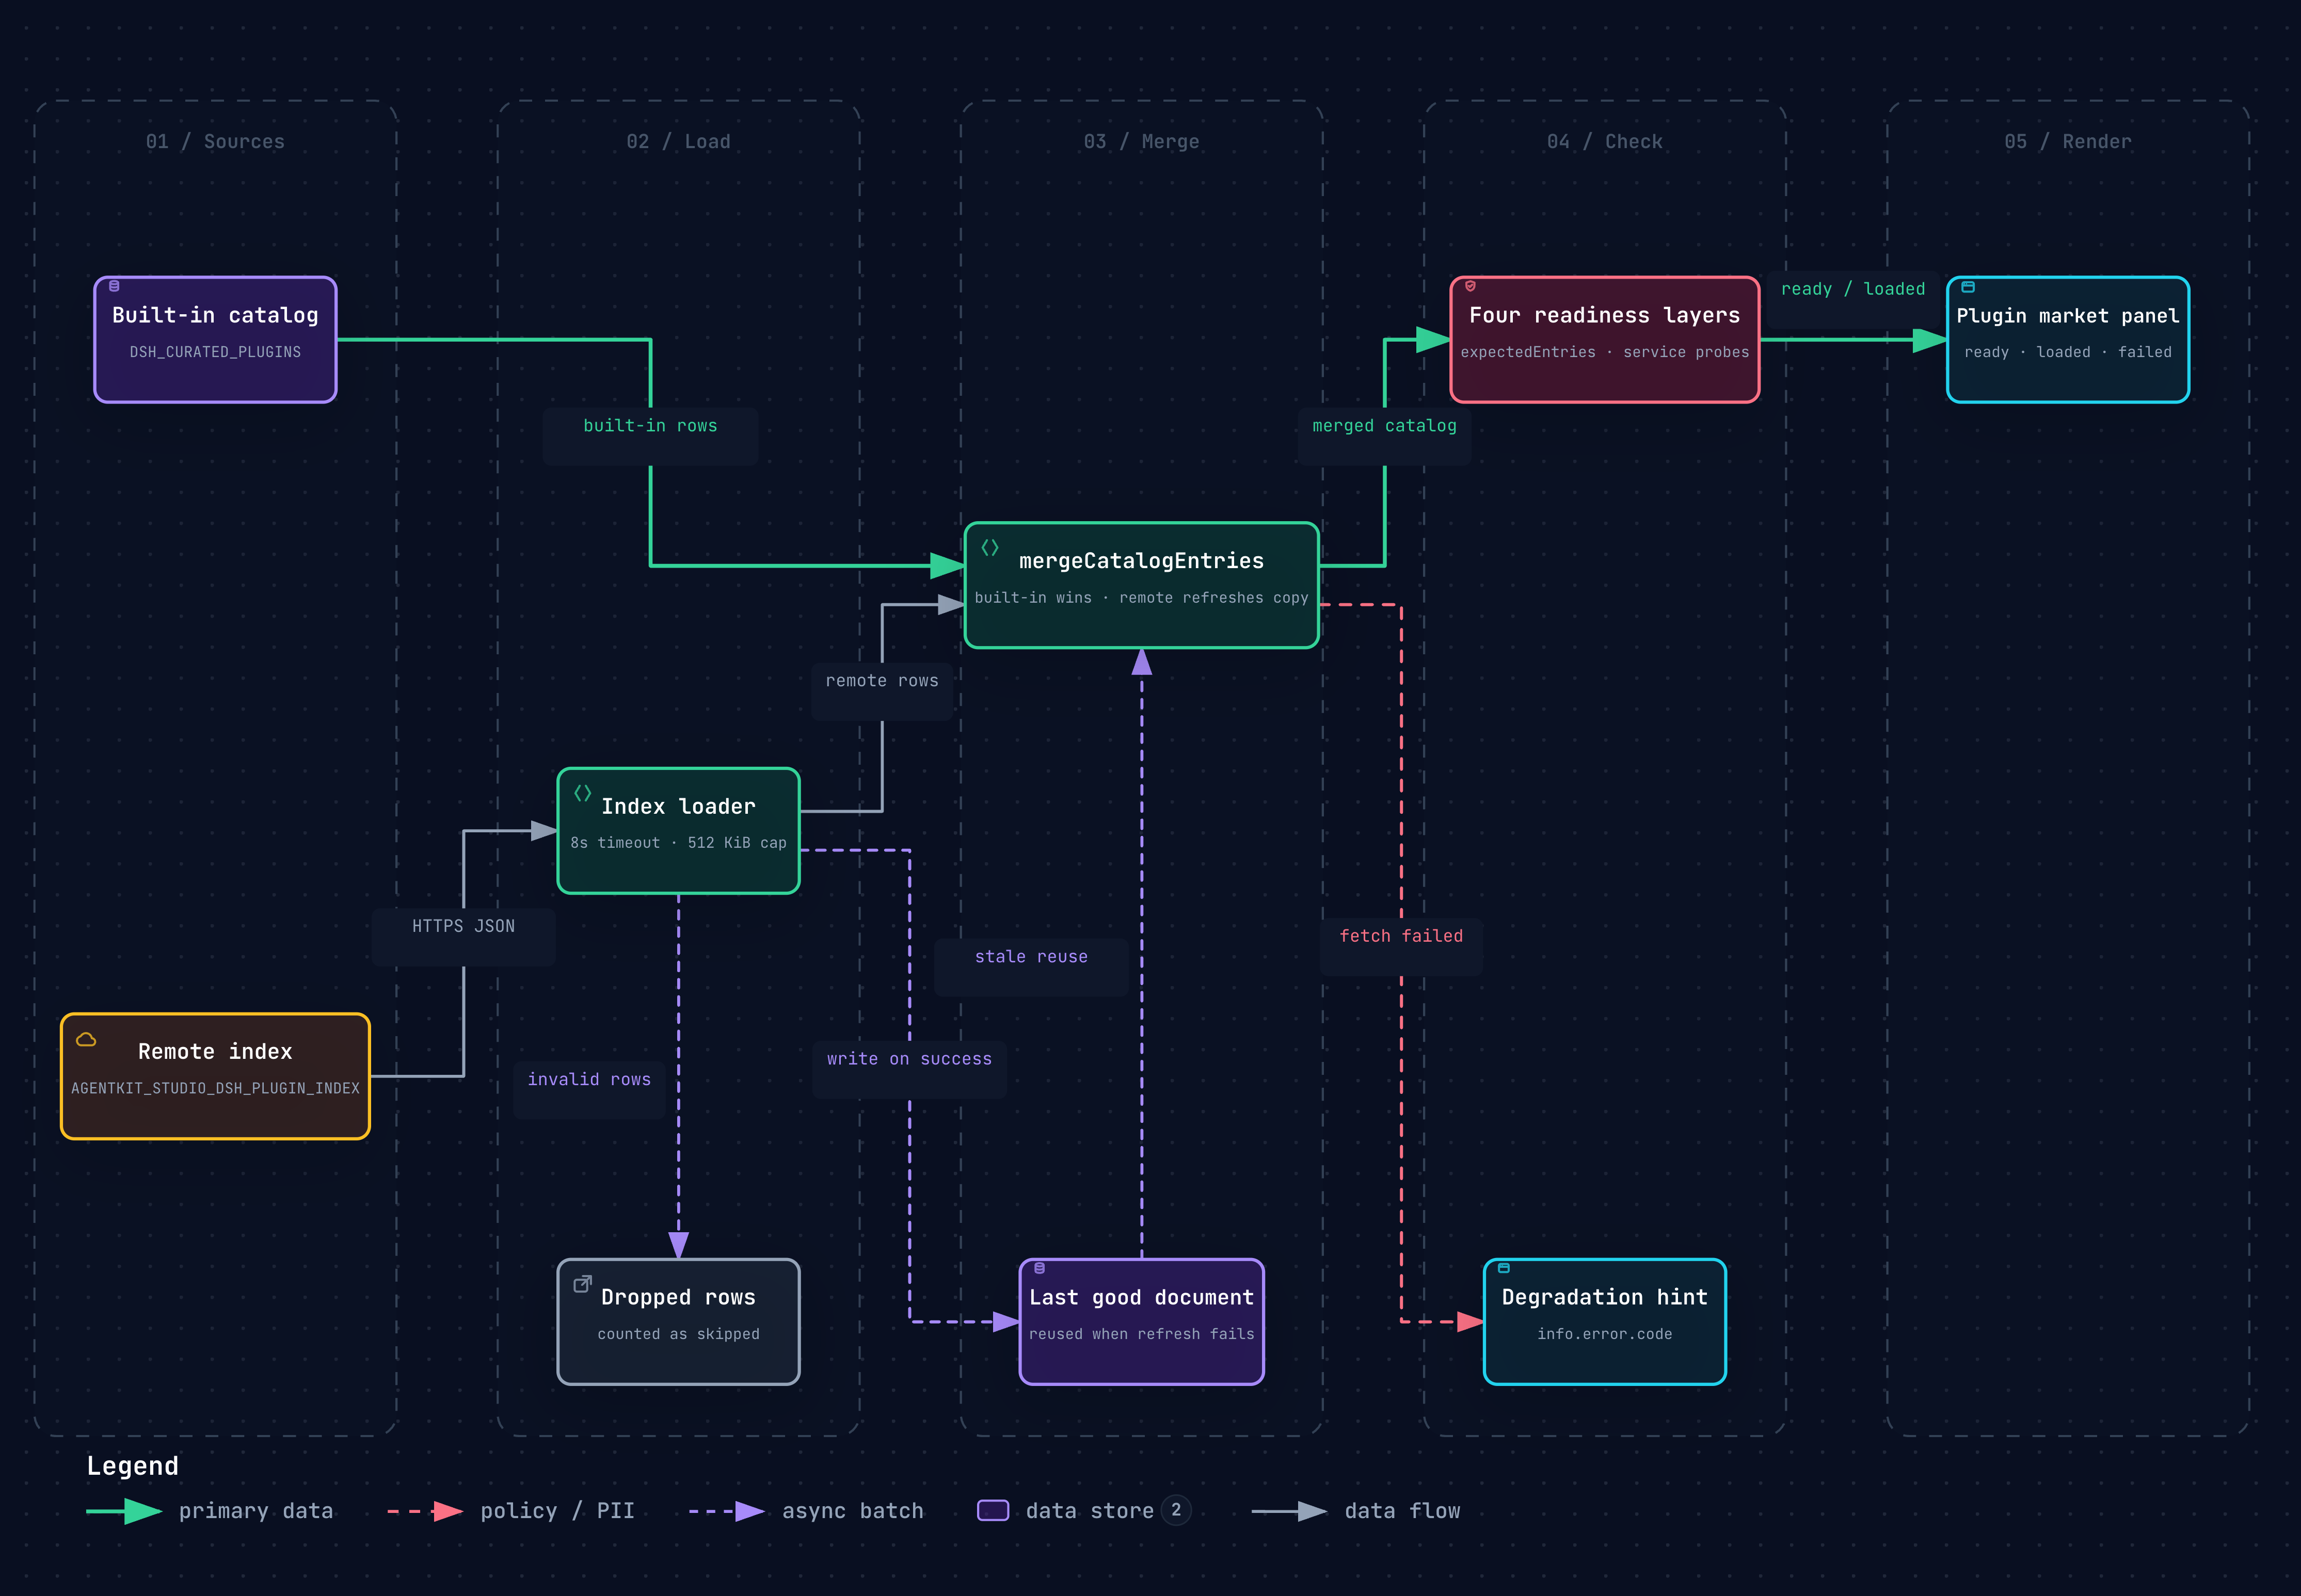 01 / Sources
02 / Load
03 / Merge
04 / Check
05 / Render
Built-in catalog
DSH_CURATED_PLUGINS
built-in rows
merged catalog
Four readiness layers
expectedEntries · service probes
ready / loaded
Plugin market panel
ready · loaded · failed
mergeCatalogEntries
built-in wins · remote refreshes copy
remote rows
Index loader
8s timeout · 512 KiB cap
HTTPS JSON
stale reuse
fetch failed
Remote index
AGENTKIT_STUDIO_DSH_PLUGIN_INDEX
invalid rows
write on success
Dropped rows
counted as skipped
Last good document
reused when refresh fails
Degradation hint
info.error.code
Legend
primary data
policy / PII
async batch
data store 2
data flow